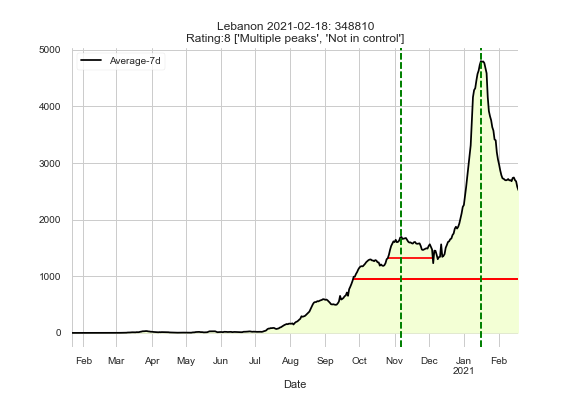 Lebanon 2021-02-18: 348810
Rating:8 ['Multiple peaks', 'Not in control']
Average-7d
5000
4000
3000
2000
1000
0
Feb Mar Apr May Jun Jul Aug Sep Oct Nov Dec Jan Feb
2021
Date